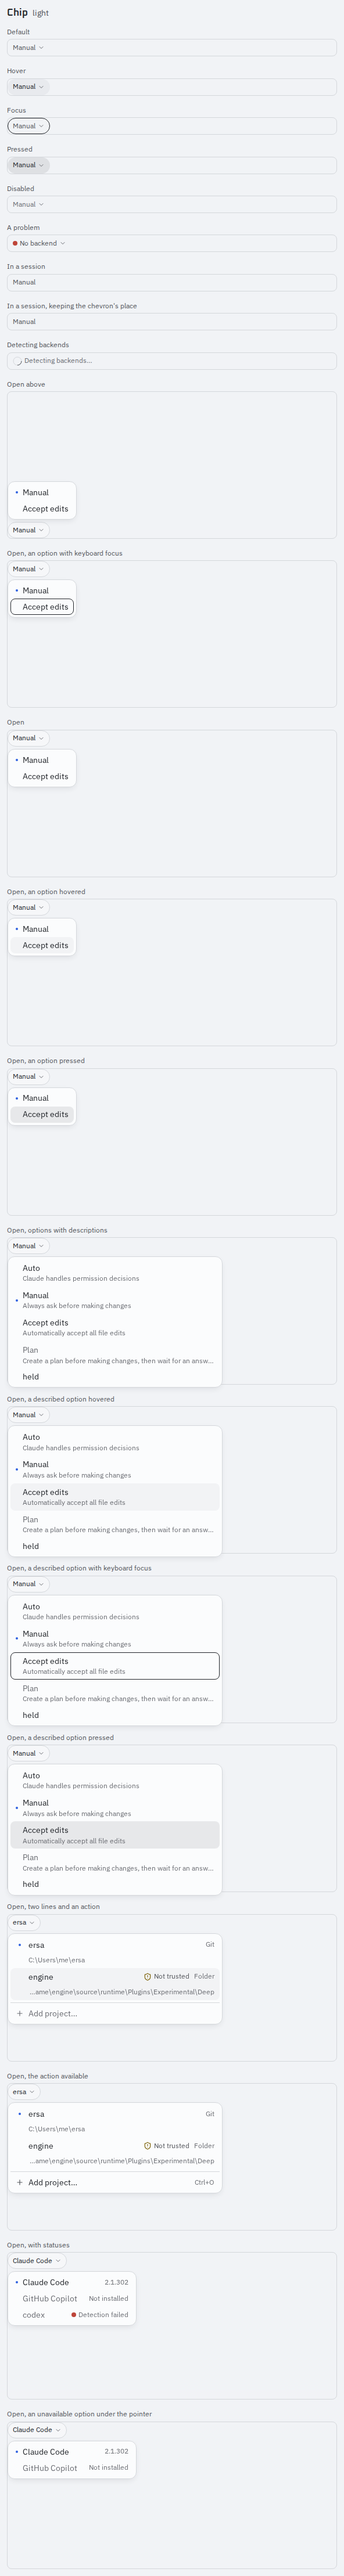 Chip light
Default
Manual
Hover
Manual
Focus
Manual
Pressed
Manual
Disabled
Manual
A problem
No backend
In a session
Manual
In a session, keeping the chevron's place
Manual
Detecting backends
Detecting backends...
Open above
Manual
Accept edits
Manual
Open, an option with keyboard focus
Manual
Manual
Accept edits
Open
Manual
Manual
Accept edits
Open, an option hovered
Manual
Manual
Accept edits
Open, an option pressed
Manual
Manual
Accept edits
Open, options with descriptions
Manual
Auto
Claude handles permission decisions
Manual
Always ask before making changes
Accept edits
Automatically accept all file edits
Plan
Create a plan before making changes, then wait for an answ...
held
Open, a described option hovered
Manual
Auto
Claude handles permission decisions
Manual
Always ask before making changes
Accept edits
Automatically accept all file edits
Plan
Create a plan before making changes, then wait for an answ...
held
Open, a described option with keyboard focus
Manual
Auto
Claude handles permission decisions
Manual
Always ask before making changes
Accept edits
Automatically accept all file edits
Plan
Create a plan before making changes, then wait for an answ...
held
Open, a described option pressed
Manual
Auto
Claude handles permission decisions
Manual
Always ask before making changes
Accept edits
Automatically accept all file edits
Plan
Create a plan before making changes, then wait for an answ...
held
Open, two lines and an action
ersa
ersa Git
C:\Users\me\ersa
engine Not trusted Folder
...ame\engine\source\runtime\Plugins\Experimental\Deep
Add project...
Open, the action available
ersa
ersa Git
C:\Users\me\ersa
engine Not trusted Folder
...ame\engine\source\runtime\Plugins\Experimental\Deep
Add project... Ctrl+O
Open, with statuses
Claude Code
Claude Code 2.1.302
GitHub Copilot Not installed
codex Detection failed
Open, an unavailable option under the pointer
Claude Code
Claude Code 2.1.302
GitHub Copilot Not installed